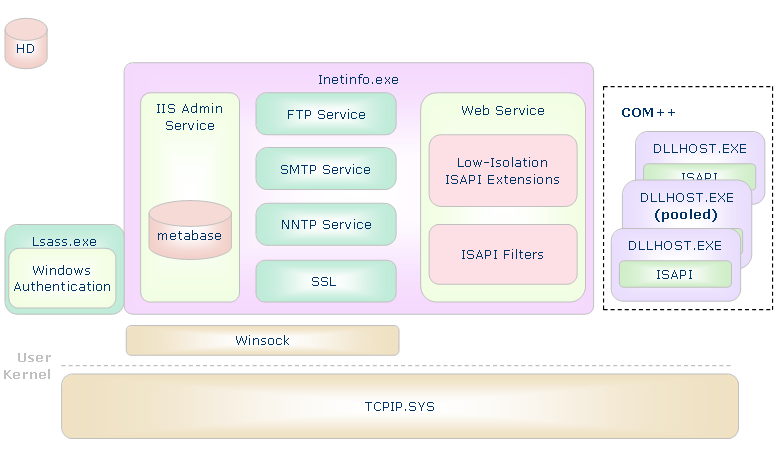 HD
Inetinfo.exe
IIS Admin
Service
metabase
FTP Service
SMTP Service
NNTP Service
SSL
Web Service
Low-Isolation
ISAPI Extensions
ISAPI Filters
COM++
DLLHOST.EXE
ISAPI
DLLHOST.EXE
(pooled)
DLLHOST.EXE
ISAPI
Lsass.exe
Windows
Authentication
Winsock
User
Kernel
TCPIP.SYS